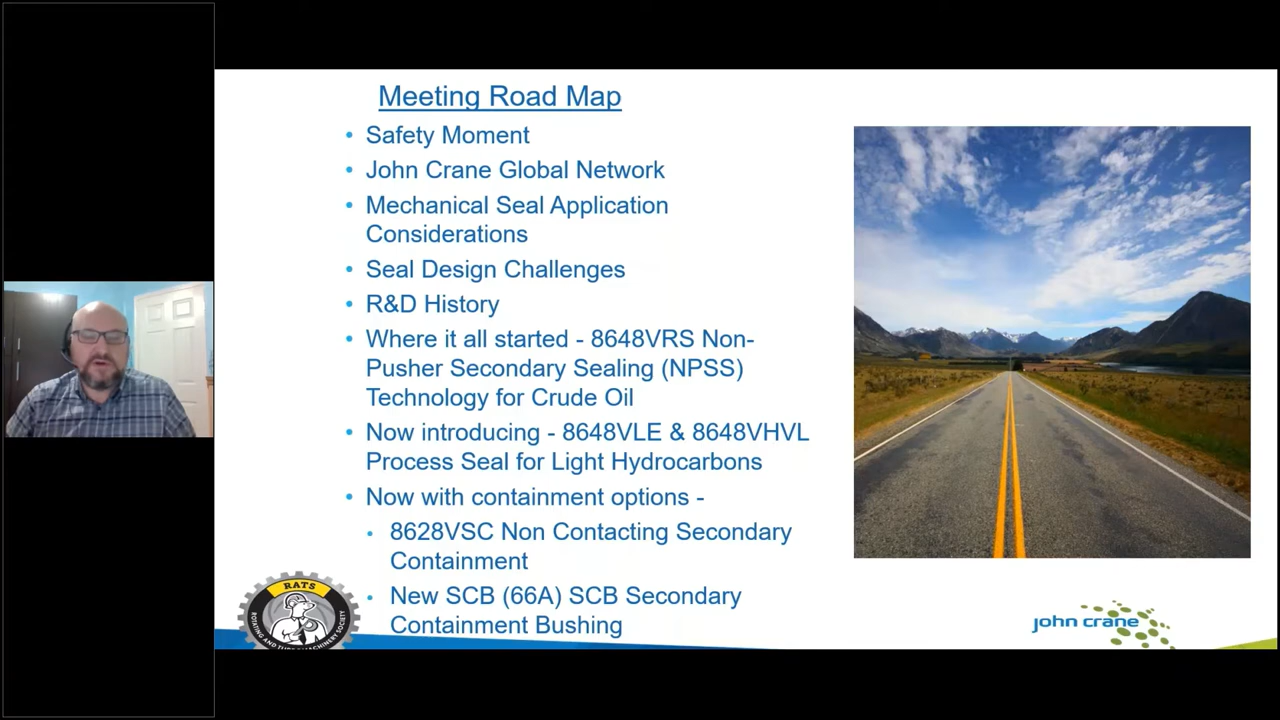 Meeting Road Map
• Safety Moment
• John Crane Global Network
• Mechanical Seal Application
Considerations
• Seal Design Challenges
• R&D History
• Where it all started - 8648VRS Non-
Pusher Secondary Sealing (NPSS)
Technology for Crude Oil
• Now introducing - 8648VLE & 8648VHVL
Process Seal for Light Hydrocarbons
• Now with containment options -
• 8628VSC Non Contacting Secondary
Containment
• New SCB (66A) SCB Secondary
Containment Bushing
RATS
john crane